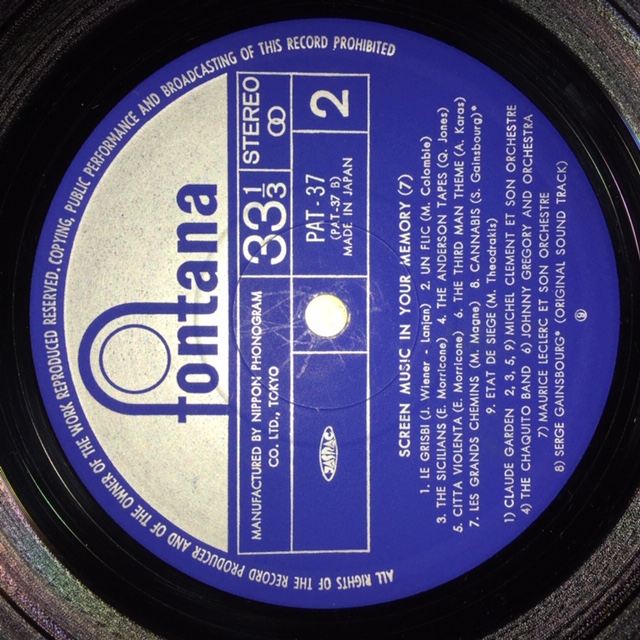 ALL RIGHTS OF THE RECORD PRODUCER AND OF THE OWNER OF THE WORK REPRODUCED RESERVED. COPYING, PUBLIC PERFORMANCE AND BROADCASTING OF THIS RECORD PROHIBITED
fontana
MANUFACTURED BY NIPPON PHONOGRAM
CO., LTD., TOKYO
33 1/3
STEREO
PAT-37
(PAT-37 B)
MADE IN JAPAN
2
SCREEN MUSIC IN YOUR MEMORY (7)
1. LE GRISBI (J. Wiener - Lanjan) 2. UN FLIC (M. Colombie)
3. THE SICILIANS (E. Morricone) 4. THE ANDERSON TAPES (Q. Jones)
5. CITTA VIOLENTA (E. Morricone) 6. THE THIRD MAN THEME (A. Karas)
7. LES GRANDS CHEMINS (M. Magne) 8. CANNABIS (S. Gainsbourg)*
9. ETAT DE SIEGE (M. Theodrakis)
1) CLAUDE GARDEN 2, 3, 5, 9) MICHEL CLEMENT ET SON ORCHESTRE
4) THE CHAQUITO BAND 6) JOHNNY GREGORY AND ORCHESTRA
7) MAURICE LECLERC ET SON ORCHESTRE
8) SERGE GAINSBOURG* (ORIGINAL SOUND TRACK)
℗